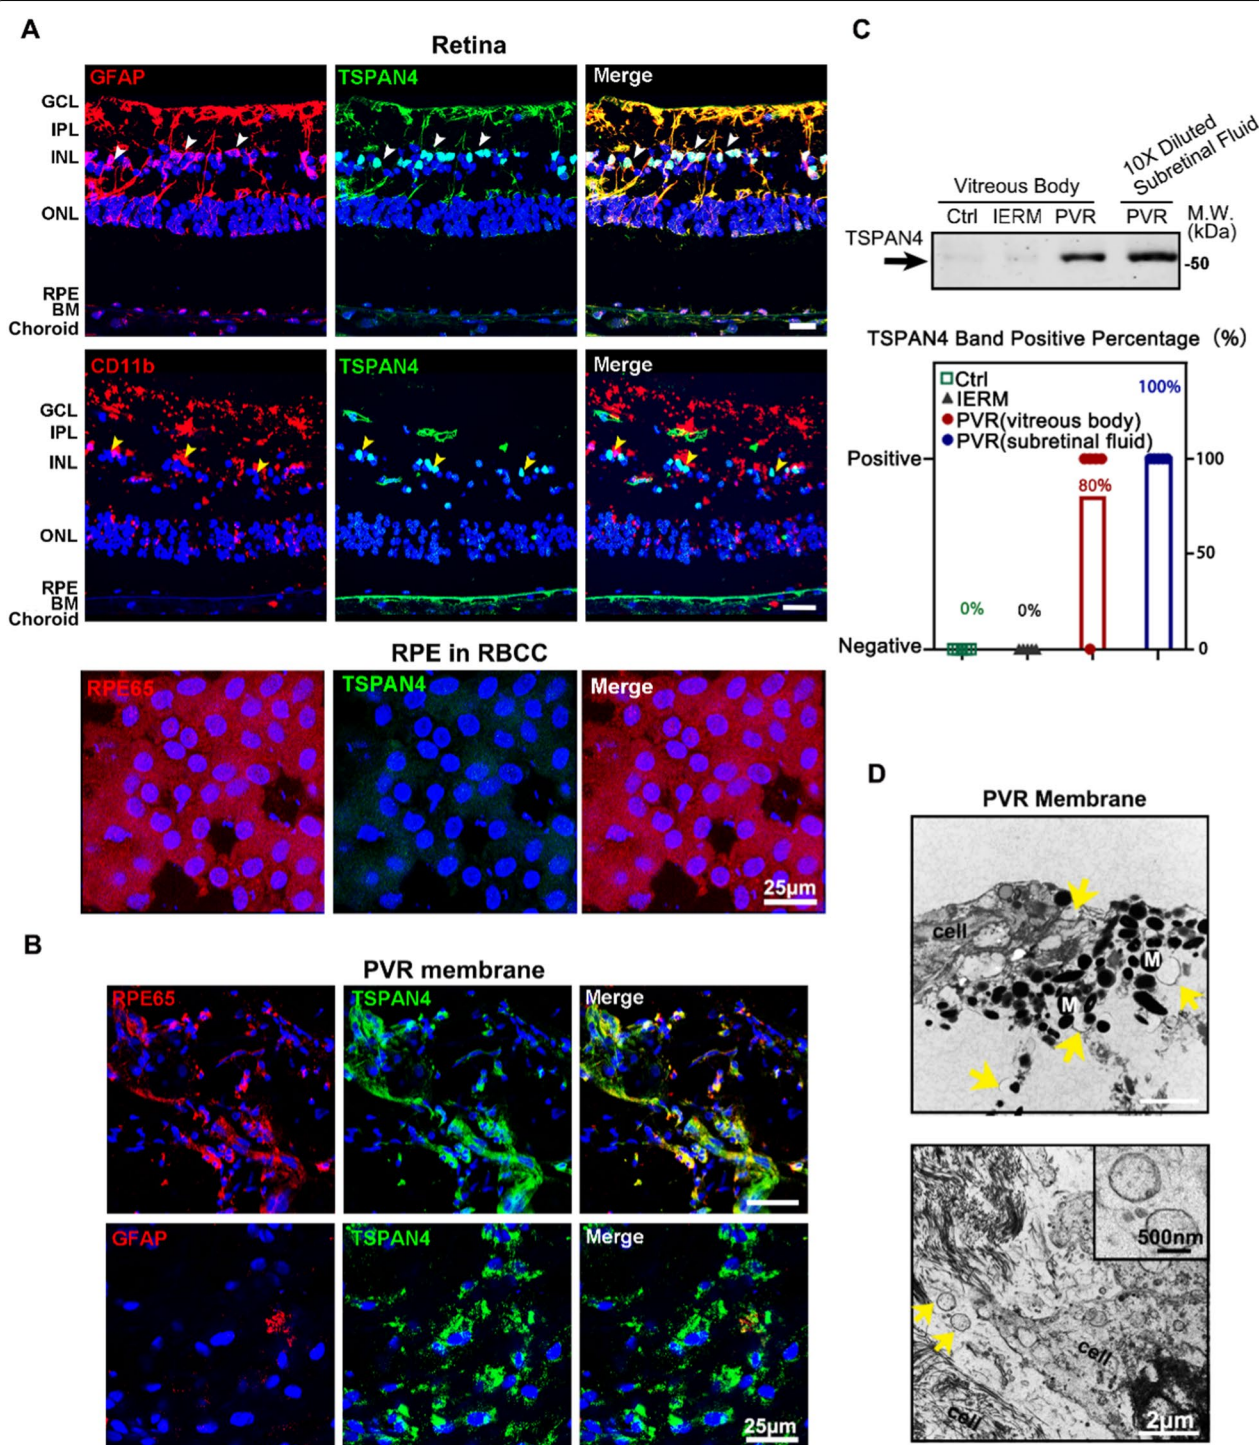 A
Retina
GFAP TSPAN4 Merge
GCL
IPL
INL
ONL
RPE
BM
Choroid
CD11b TSPAN4 Merge
GCL
IPL
INL
ONL
RPE
BM
Choroid
RPE in RBCC
RPE65 TSPAN4 Merge
25μm
B
PVR membrane
RPE65 TSPAN4 Merge
GFAP TSPAN4 Merge
25μm
C
10X Diluted
Subretinal Fluid
Vitreous Body
Ctrl IERM PVR PVR M.W.
(kDa)
TSPAN4
-50
TSPAN4 Band Positive Percentage (%)
Ctrl
IERM
PVR(vitreous body)
PVR(subretinal fluid)
100%
Positive 100
80%
50
0% 0%
Negative 0
D
PVR Membrane
cell
M
M
500nm
cell
cell
2μm